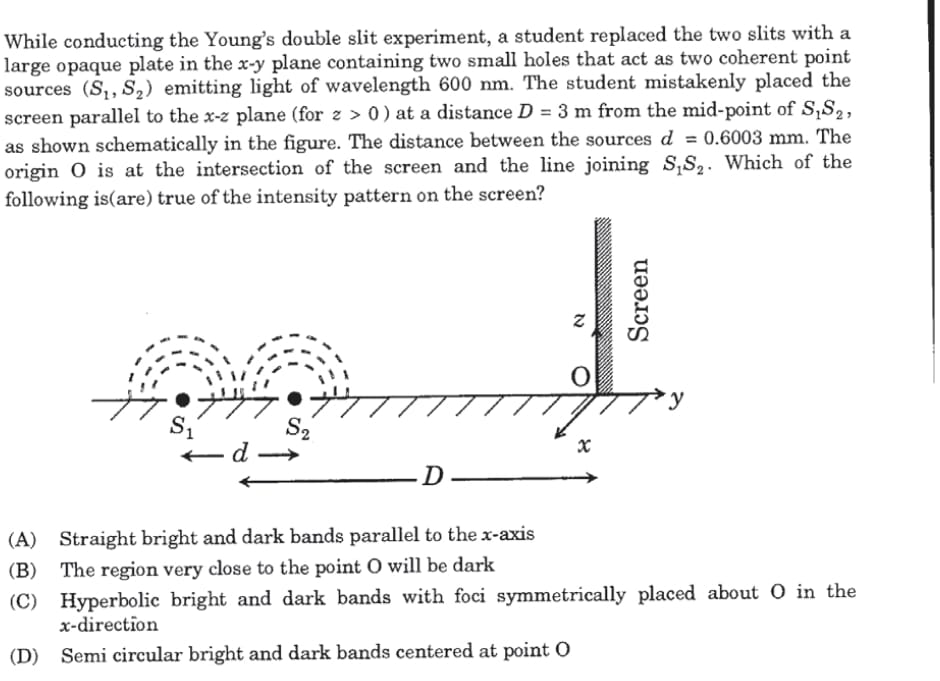 While conducting the Young's double slit experiment, a student replaced the two slits with a
large opaque plate in the x-y plane containing two small holes that act as two coherent point
sources (S₁, S₂) emitting light of wavelength 600 nm. The student mistakenly placed the
screen parallel to the x-z plane (for z > 0) at a distance D = 3 m from the mid-point of S₁S₂,
as shown schematically in the figure. The distance between the sources d = 0.6003 mm. The
origin O is at the intersection of the screen and the line joining S₁S₂. Which of the
following is(are) true of the intensity pattern on the screen?
Screen
z
O
y
S₁
S₂
x
d
D
(A) Straight bright and dark bands parallel to the x-axis
(B) The region very close to the point O will be dark
(C) Hyperbolic bright and dark bands with foci symmetrically placed about O in the
x-direction
(D) Semi circular bright and dark bands centered at point O